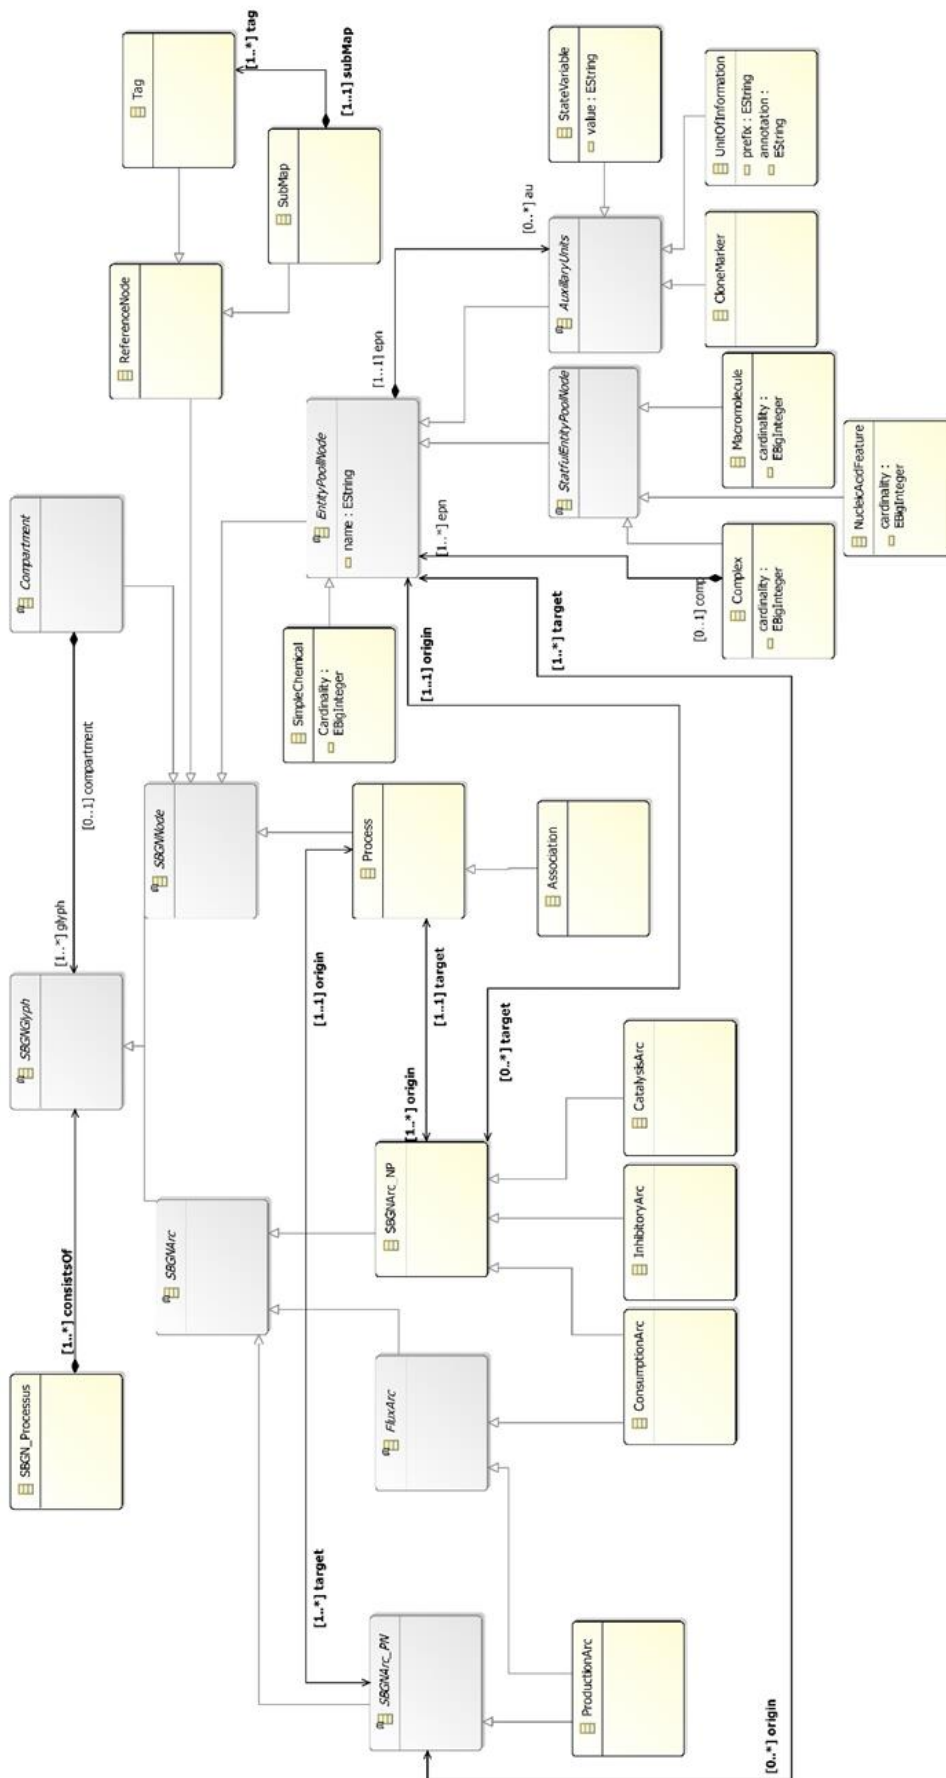 SBGN_Processus
[1..*] consistsOf
SBGNGlyph
[1..*] glyph
[0..1] compartment
Compartment
ReferenceNode
Tag
[1..*] tag
SubMap
[1..1] subMap
SBGNArc
SBGNNode
SBGNArc_PN
[1..*] target
FluxArc
SBGNArc_NP
[1..*] origin
[1..1] origin
[1..1] target
Process
[0..*] target
SimpleChemical
Cardinality :
EBigInteger
EntityPoolNode
name : EString
[1..1] epn
[1..*] epn
[1..1] origin
[1..*] target
[0..*] au
ProductionArc
ConsumptionArc
InhibitoryArc
CatalysisArc
Association
StatfulEntityPoolNode
AuxillaryUnits
StateVariable
value : EString
[0..1] comp
Complex
cardinality :
EBigInteger
Macromolecule
cardinality :
EBigInteger
CloneMarker
UnitOfInformation
prefix : EString
annotation :
EString
NucleicAcidFeature
cardinality :
EBigInteger
[0..*] origin